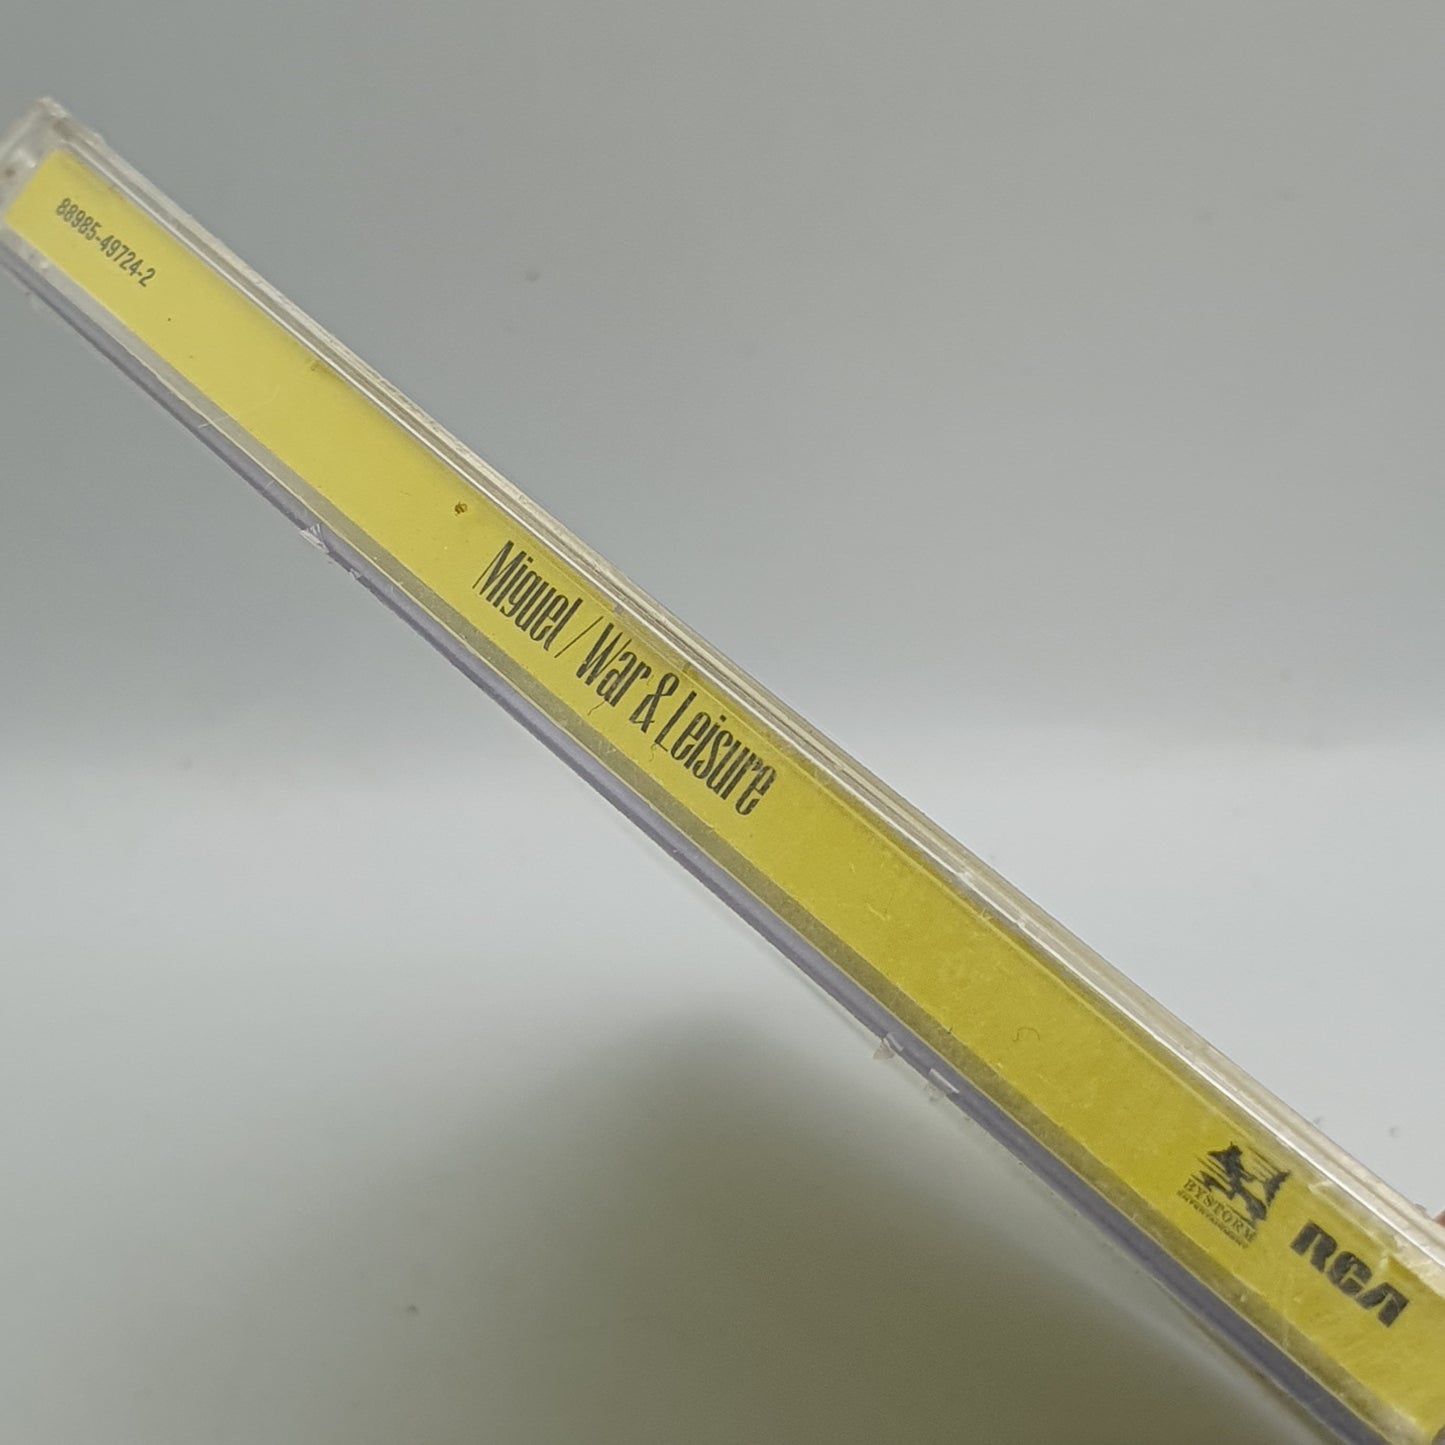 88985-49724-2
Miguel / War & Leisure
BYSTORM
ENTERTAINMENT
RCA